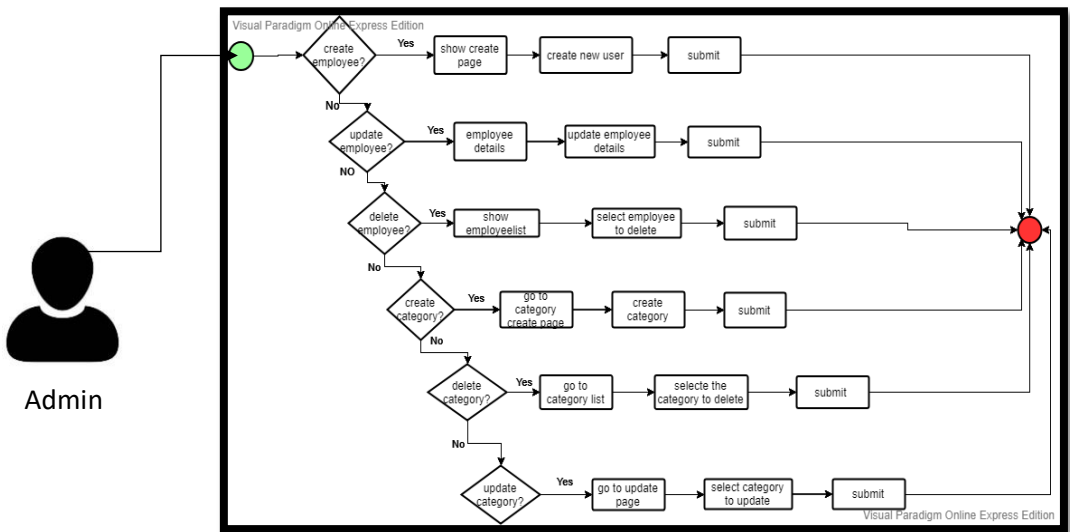 Visual Paradigm Online Express Edition
create
employee?
Yes
show create
page
create new user
submit
No
update
employee?
Yes
employee
details
update employee
details
submit
NO
delete
employee?
Yes
show
employeelist
select employee
to delete
submit
No
create
category?
Yes
go to
category
create page
create
category
submit
No
delete
category?
Yes
go to
category list
selecte the
category to delete
submit
Admin
No
update
category?
Yes
go to update
page
select category
to update
submit
Visual Paradigm Online Express Edition